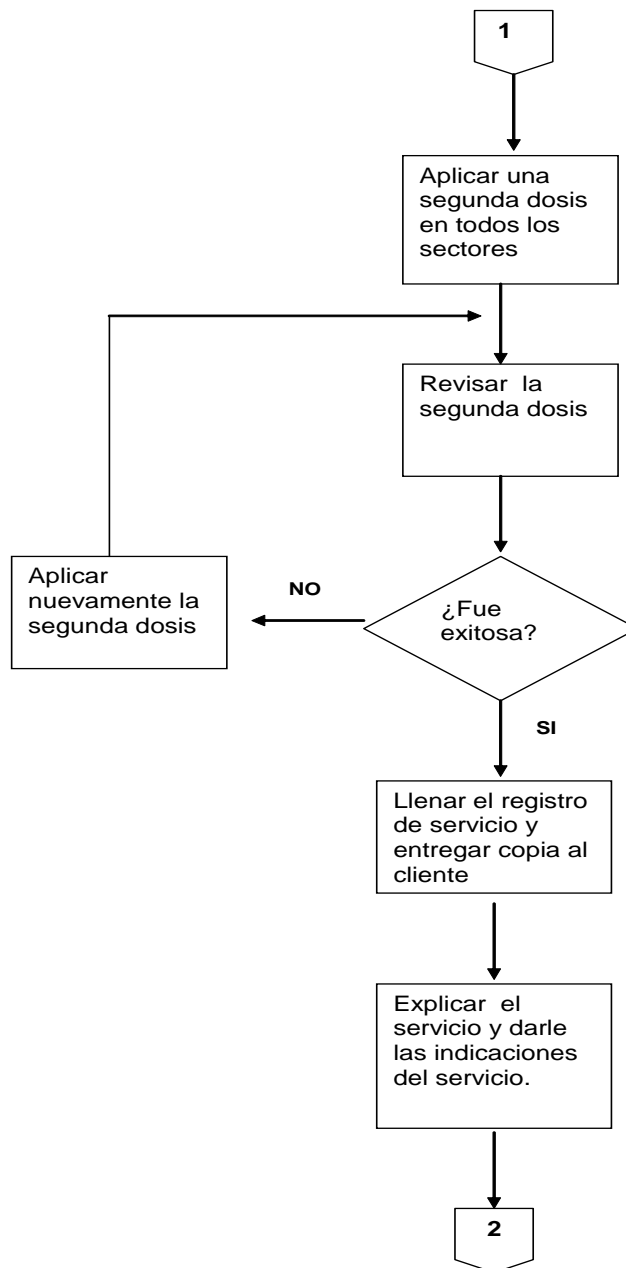 1
Aplicar una
segunda dosis
en todos los
sectores
Revisar la
segunda dosis
Aplicar
nuevamente la
segunda dosis
NO
¿Fue
exitosa?
SI
Llenar el registro
de servicio y
entregar copia al
cliente
Explicar el
servicio y darle
las indicaciones
del servicio.
2